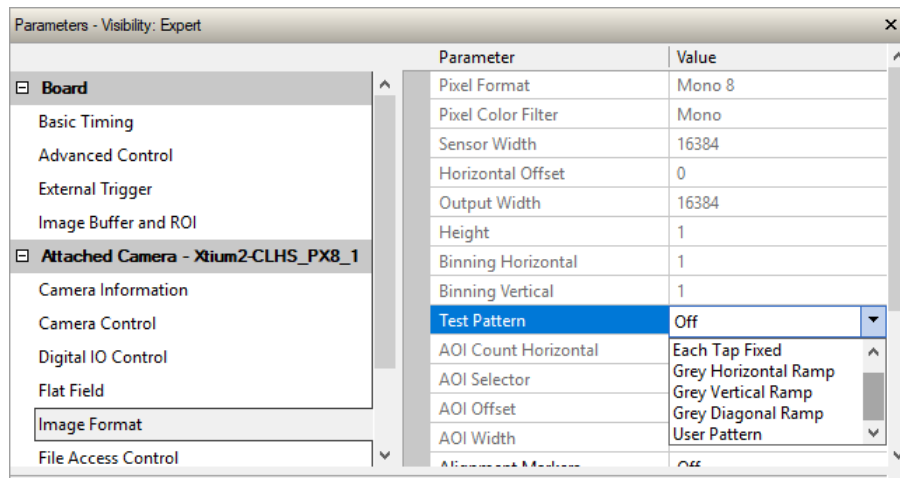 Parameters - Visibility: Expert
Board
Basic Timing
Advanced Control
External Trigger
Image Buffer and ROI
Attached Camera - Xtium2-CLHS_PX8_1
Camera Information
Camera Control
Digital IO Control
Flat Field
Image Format
File Access Control
Parameter Value
Pixel Format Mono 8
Pixel Color Filter Mono
Sensor Width 16384
Horizontal Offset 0
Output Width 16384
Height 1
Binning Horizontal 1
Binning Vertical 1
Test Pattern Off
AOI Count Horizontal
AOI Selector
AOI Offset
AOI Width
Alignment Markers Off
Each Tap Fixed
Grey Horizontal Ramp
Grey Vertical Ramp
Grey Diagonal Ramp
User Pattern